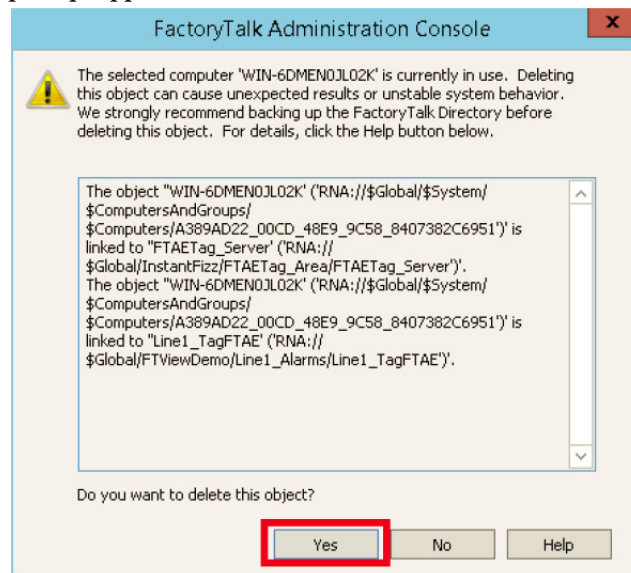 FactoryTalk Administration Console
x
The selected computer 'WIN-6DMEN0JL02K' is currently in use. Deleting
this object can cause unexpected results or unstable system behavior.
We strongly recommend backing up the FactoryTalk Directory before
deleting this object. For details, click the Help button below.
The object "WIN-6DMEN0JL02K' ('RNA://$Global/$System/
$ComputersAndGroups/
$Computers/A389AD22_00CD_48E9_9C58_8407382C6951')' is
linked to "FTAETag_Server' ('RNA://
$Global/InstantFizz/FTAETag_Area/FTAETag_Server')'.
The object "WIN-6DMEN0JL02K' ('RNA://$Global/$System/
$ComputersAndGroups/
$Computers/A389AD22_00CD_48E9_9C58_8407382C6951')' is
linked to "Line1_TagFTAE' ('RNA://
$Global/FTViewDemo/Line1_Alarms/Line1_TagFTAE')'.
Do you want to delete this object?
Yes No Help